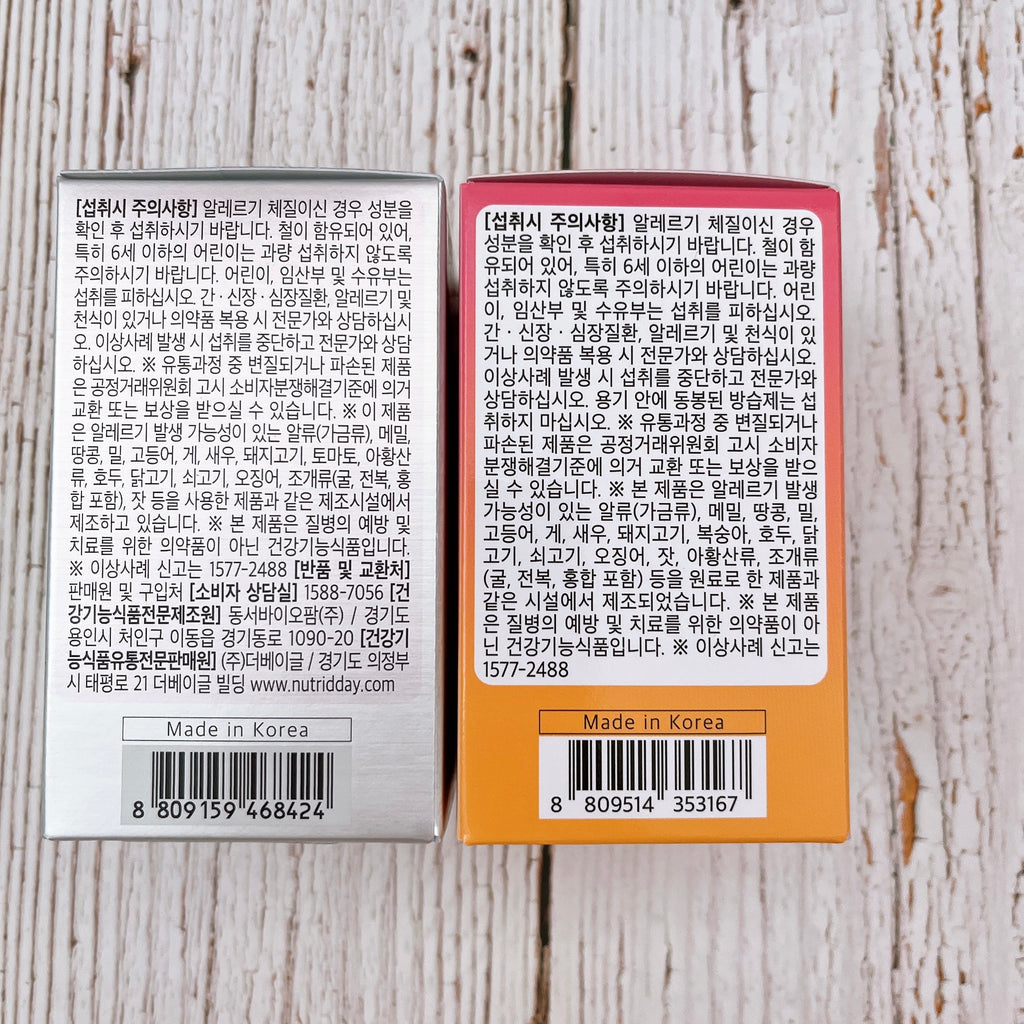 [섭취시 주의사항] 알레르기 체질이신 경우 성분을
확인 후 섭취하시기 바랍니다. 철이 함유되어 있어,
특히 6세 이하의 어린이는 과량 섭취하지 않도록
주의하시기 바랍니다. 어린이, 임산부 및 수유부는
섭취를 피하십시오. 간 · 신장 · 심장질환, 알레르기 및
천식이 있거나 의약품 복용 시 전문가와 상담하십시
오. 이상사례 발생 시 섭취를 중단하고 전문가와 상담
하십시오. ※ 유통과정 중 변질되거나 파손된 제품
은 공정거래위원회 고시 소비자분쟁해결기준에 의거
교환 또는 보상을 받으실 수 있습니다. ※ 이 제품
은 알레르기 발생 가능성이 있는 알류(가금류), 메밀,
땅콩, 밀, 고등어, 게, 새우, 돼지고기, 토마토, 아황산
류, 호두, 닭고기, 쇠고기, 오징어, 조개류(굴, 전복, 홍
합 포함), 잣 등을 사용한 제품과 같은 제조시설에서
제조하고 있습니다. ※ 본 제품은 질병의 예방 및
치료를 위한 의약품이 아닌 건강기능식품입니다.
※ 이상사례 신고는 1577-2488 [반품 및 교환처]
판매원 및 구입처 [소비자 상담실] 1588-7056 [건
강기능식품전문제조원] 동서바이오팜(주) / 경기도
용인시 처인구 이동읍 경기동로 1090-20 [건강기
능식품유통전문판매원] (주)더베이글 / 경기도 의정부
시 태평로 21 더베이글 빌딩 www.nutridday.com
Made in Korea
8 809159 468424
[섭취시 주의사항] 알레르기 체질이신 경우
성분을 확인 후 섭취하시기 바랍니다. 철이 함
유되어 있어, 특히 6세 이하의 어린이는 과량
섭취하지 않도록 주의하시기 바랍니다. 어린
이, 임산부 및 수유부는 섭취를 피하십시오.
간 · 신장 · 심장질환, 알레르기 및 천식이 있
거나 의약품 복용 시 전문가와 상담하십시오.
이상사례 발생 시 섭취를 중단하고 전문가와
상담하십시오. 용기 안에 동봉된 방습제는 섭
취하지 마십시오. ※ 유통과정 중 변질되거나
파손된 제품은 공정거래위원회 고시 소비자
분쟁해결기준에 의거 교환 또는 보상을 받으
실 수 있습니다. ※ 본 제품은 알레르기 발생
가능성이 있는 알류(가금류), 메밀, 땅콩, 밀,
고등어, 게, 새우, 돼지고기, 복숭아, 호두, 닭
고기, 쇠고기, 오징어, 잣, 아황산류, 조개류
(굴, 전복, 홍합 포함) 등을 원료로 한 제품과
같은 시설에서 제조되었습니다. ※ 본 제품
은 질병의 예방 및 치료를 위한 의약품이 아
닌 건강기능식품입니다. ※ 이상사례 신고는
1577-2488
Made in Korea
8 809514 353167